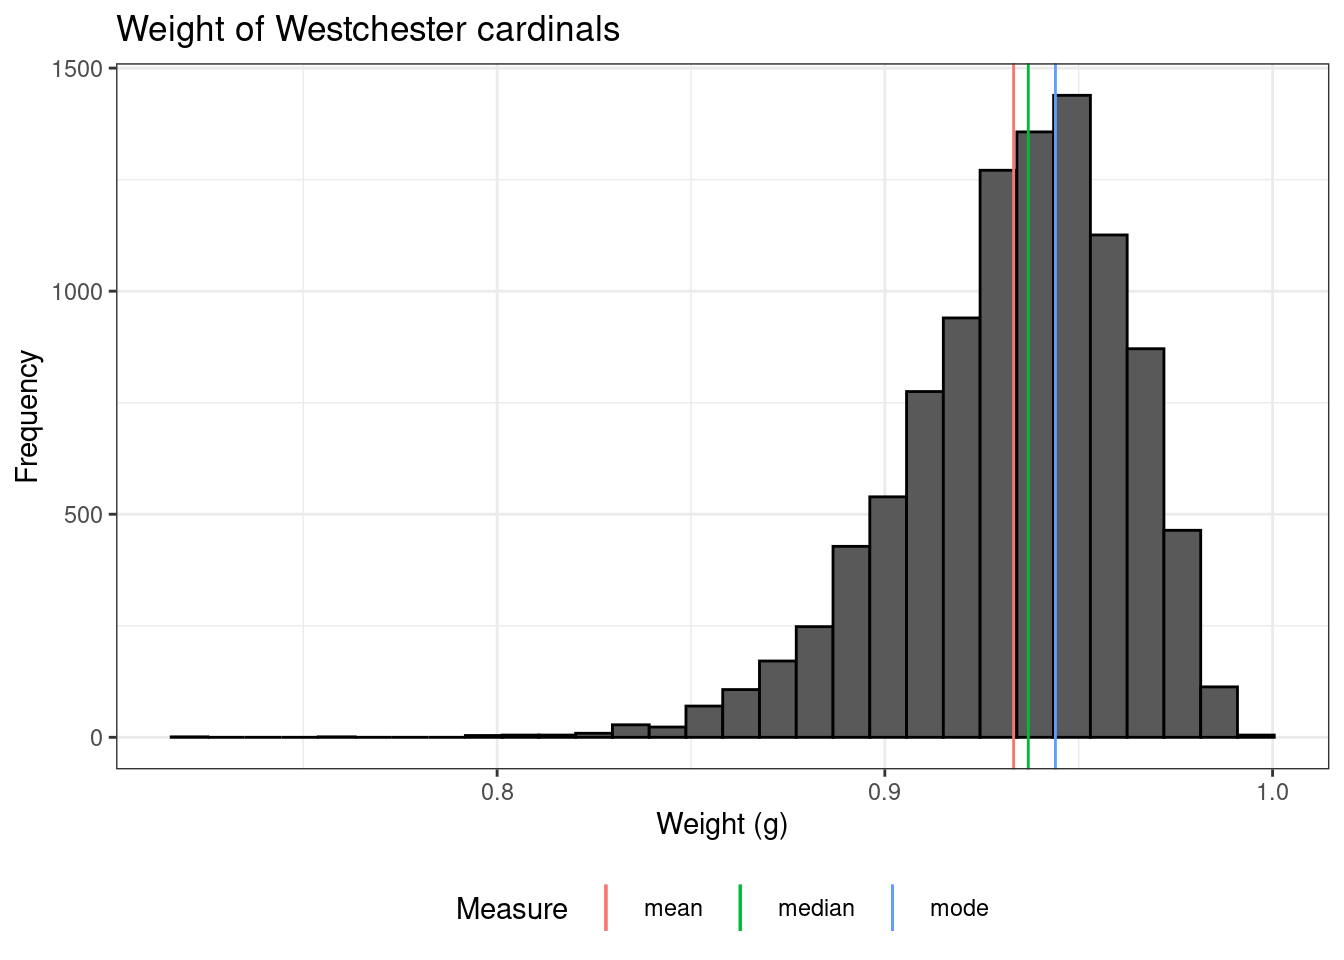 Weight of Westchester cardinals
1500
1000
500
0
Frequency
0.8 0.9 1.0
Weight (g)
Measure mean median mode